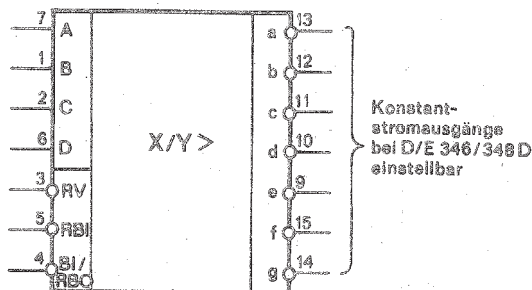 7 A
1 B
2 C
6 D
3 RV
5 RBI
4 BI/
RBO
X/Y >
a 13
b 12
c 11
d 10
e 9
f 15
g 14
Konstant-
stromausgänge
bei D/E 346/348 D
einstellbar